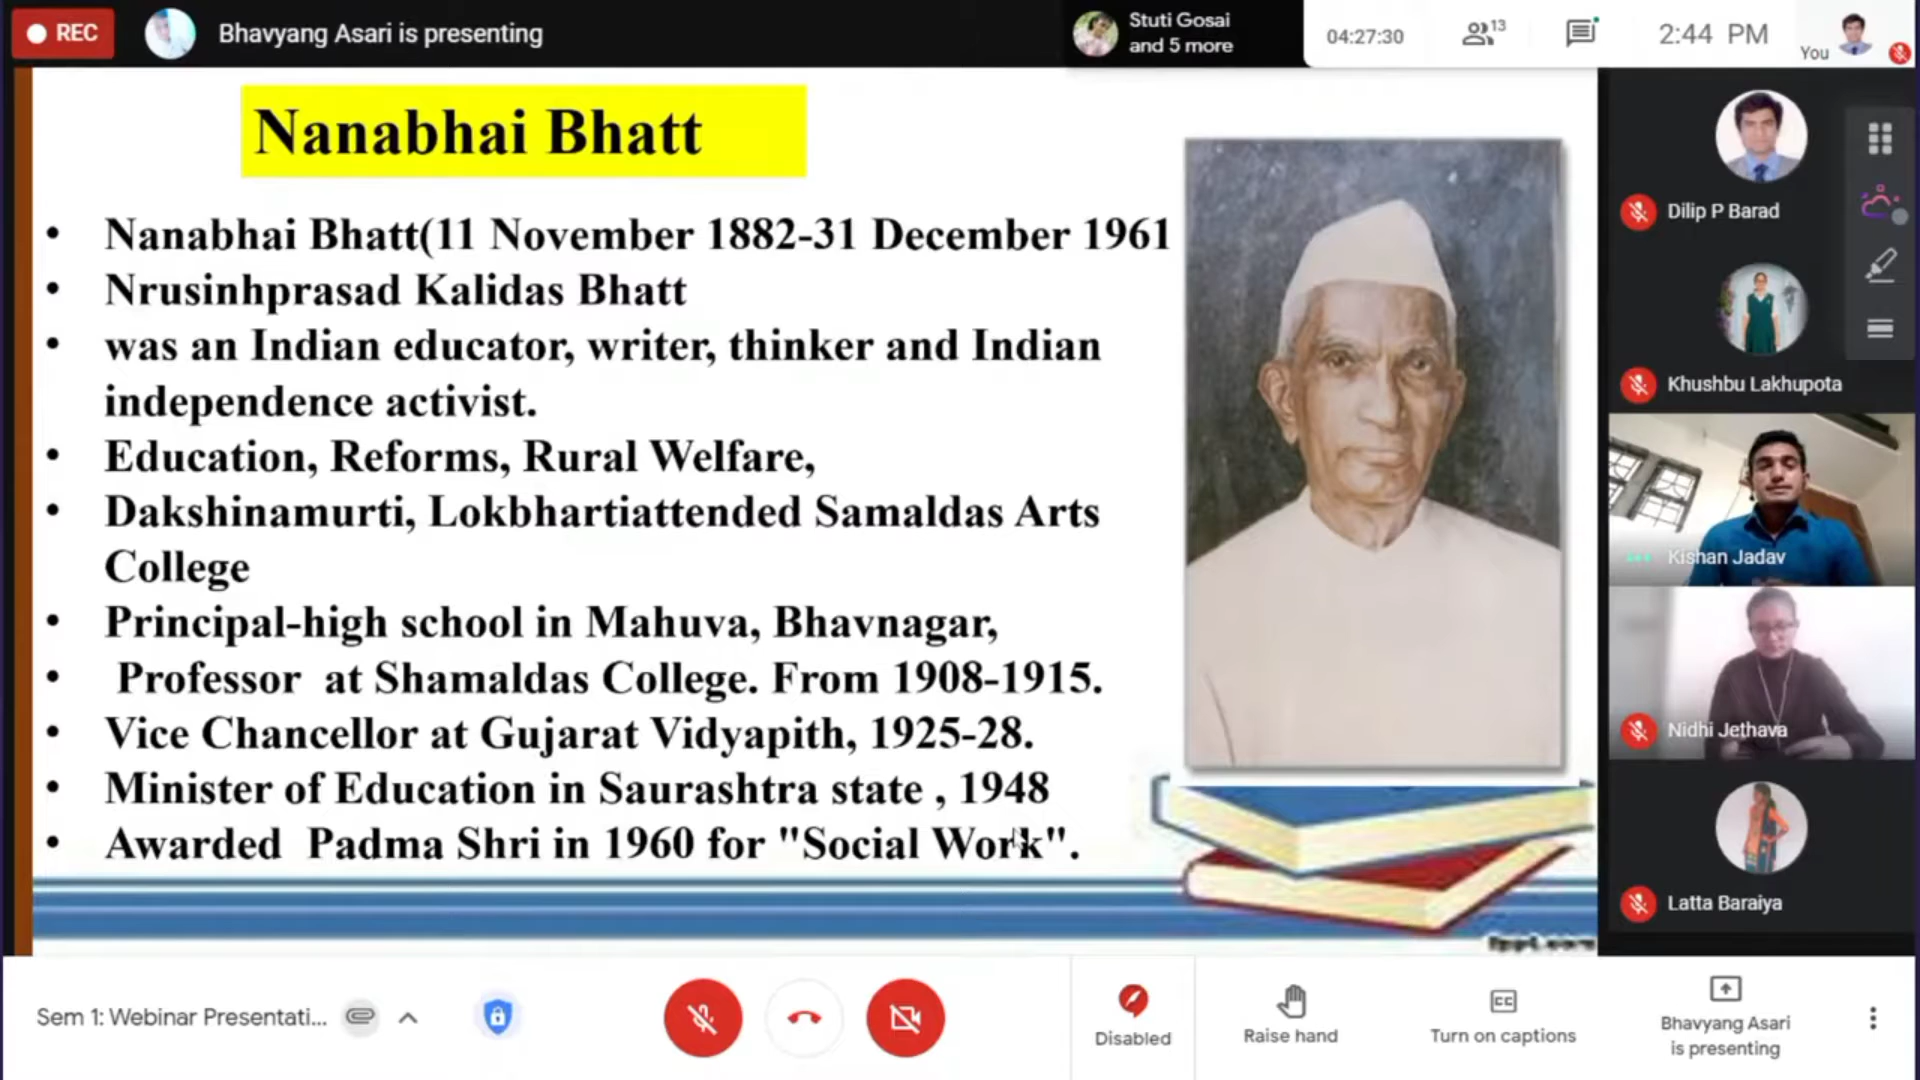 REC
Bhavyang Asari is presenting
Stuti Gosai
and 5 more
04:27:30
13
2:44 PM
You
Nanabhai Bhatt
• Nanabhai Bhatt(11 November 1882-31 December 1961
• Nrusinhprasad Kalidas Bhatt
• was an Indian educator, writer, thinker and Indian
independence activist.
• Education, Reforms, Rural Welfare,
• Dakshinamurti, Lokbhartiattended Samaldas Arts
College
• Principal-high school in Mahuva, Bhavnagar,
• Professor at Shamaldas College. From 1908-1915.
• Vice Chancellor at Gujarat Vidyapith, 1925-28.
• Minister of Education in Saurashtra state , 1948
• Awarded Padma Shri in 1960 for "Social Work".
Dilip P Barad
Khushbu Lakhupota
Kishan Jadav
Nidhi Jethava
Latta Baraiya
Sem 1: Webinar Presentati...
Disabled
Raise hand
CC
Turn on captions
Bhavyang Asari
is presenting